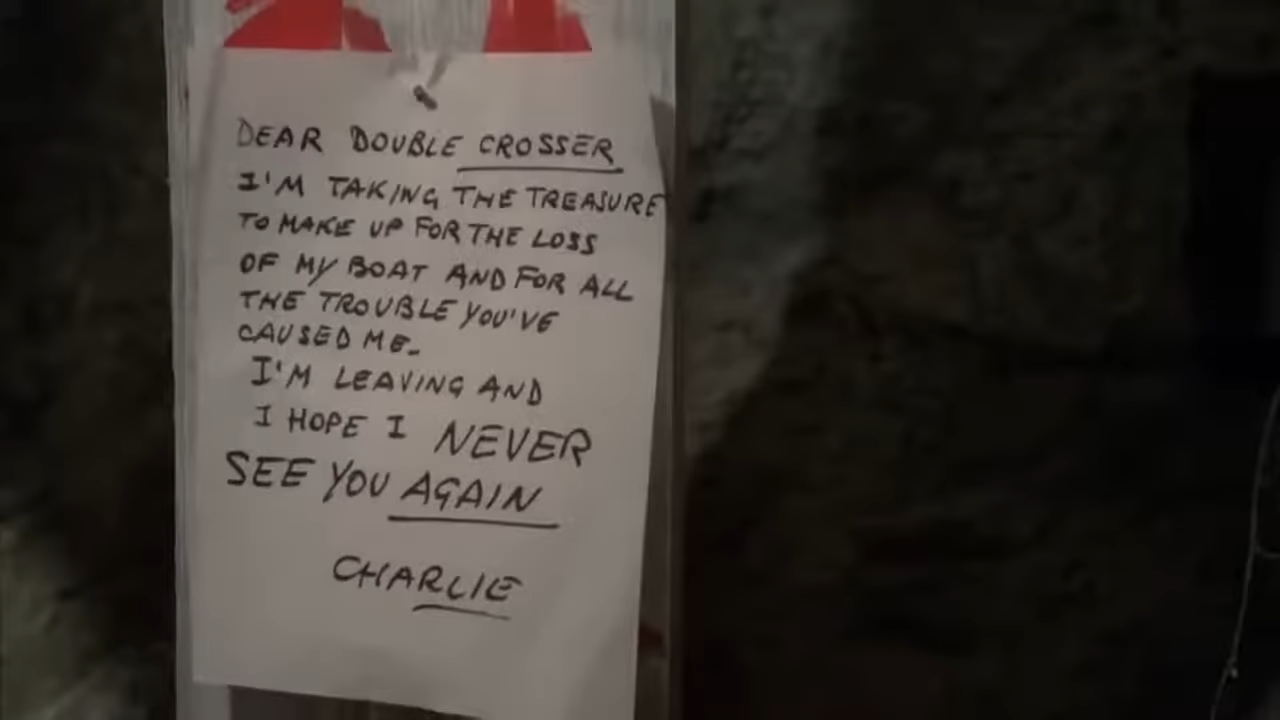 DEAR DOUBLE CROSSER
I'M TAKING THE TREASURE
TO MAKE UP FOR THE LOSS
OF MY BOAT AND FOR ALL
THE TROUBLE YOU'VE
CAUSED ME.
I'M LEAVING AND
I HOPE I NEVER
SEE YOU AGAIN
CHARLIE